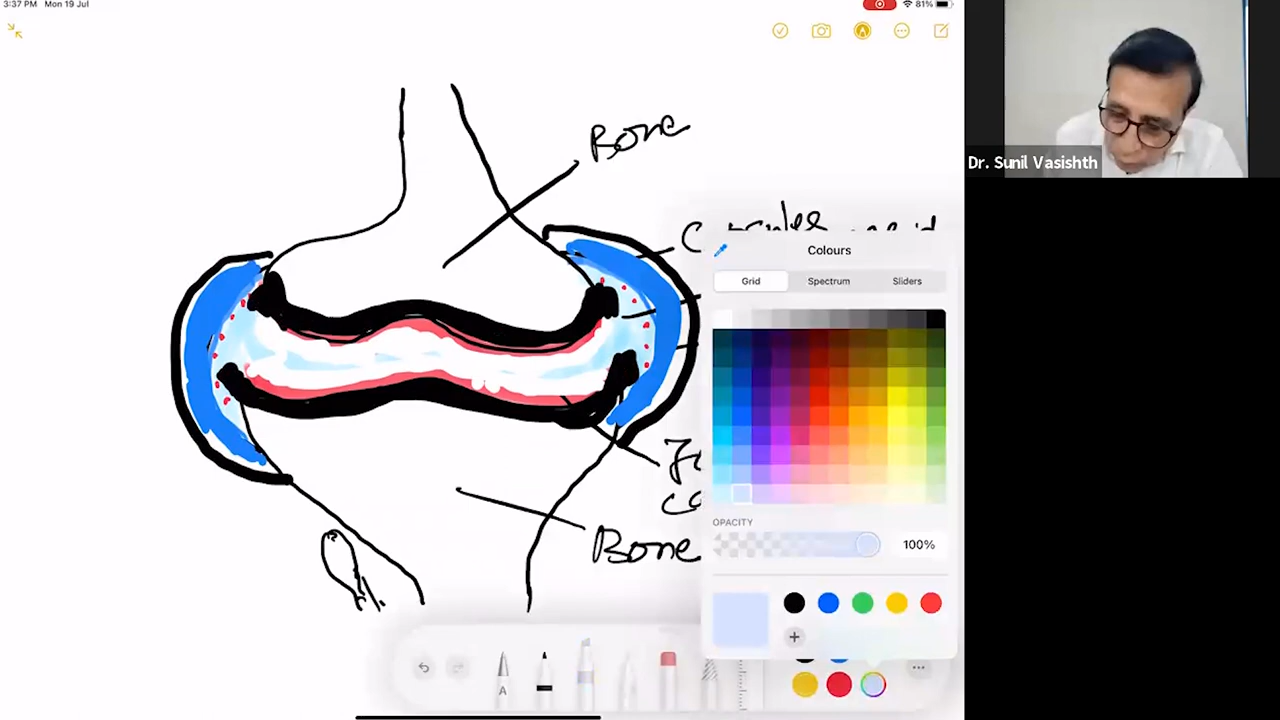 3:37 PM Mon 19 Jul
81%
Bone
Colours
Grid
Spectrum
Sliders
OPACITY
100%
Bone
A
Dr. Sunil Vasishth